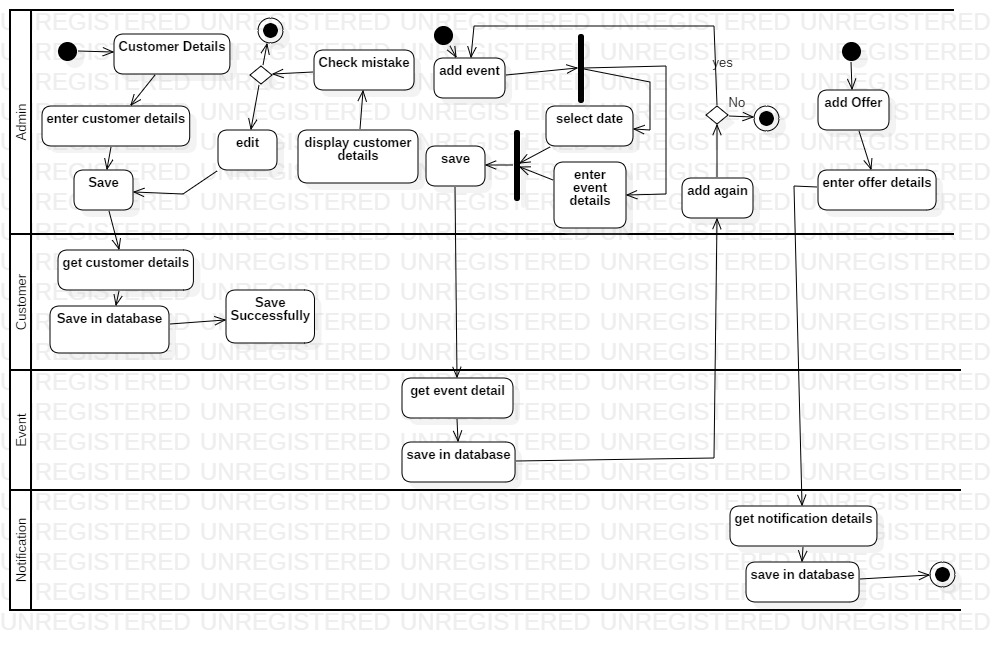 Admin
Customer Details
enter customer details
Save
edit
Check mistake
display customer
details
add event
save
select date
enter
event
details
yes
No
add again
add Offer
enter offer details
Customer
get customer details
Save in database
Save
Successfully
Event
get event detail
save in database
Notification
get notification details
save in database
UNREGISTERED